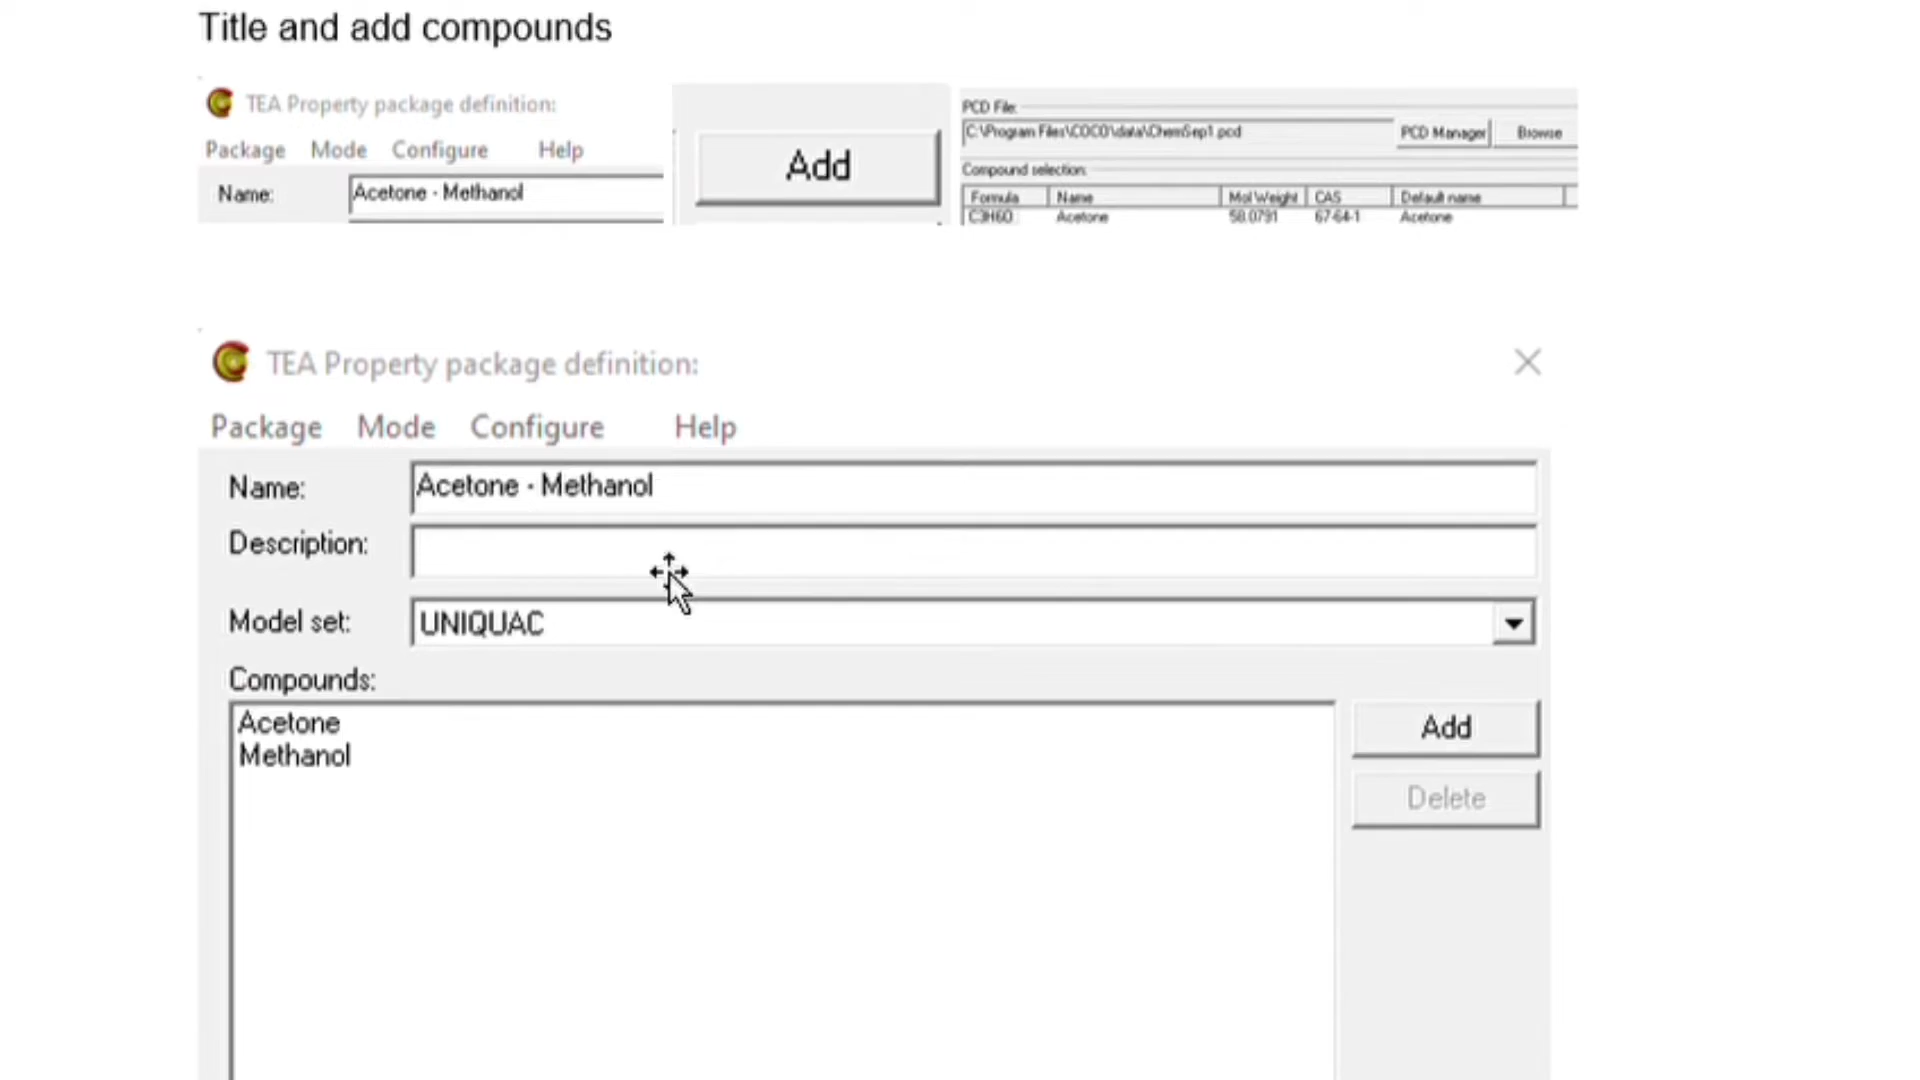 Title and add compounds
TEA Property package definition:
Package Mode Configure Help
Name: Acetone - Methanol
Add
PCD File:
C:\Program Files\COCO\data\ChemSep1.pcd PCD Manager Browse
Compound selection:
Formula Name Mol Weight CAS Default name
C3H6O Acetone 58.0791 67-64-1 Acetone
TEA Property package definition:
Package Mode Configure Help
Name: Acetone - Methanol
Description:
Model set: UNIQUAC
Compounds:
Acetone
Methanol
Add
Delete